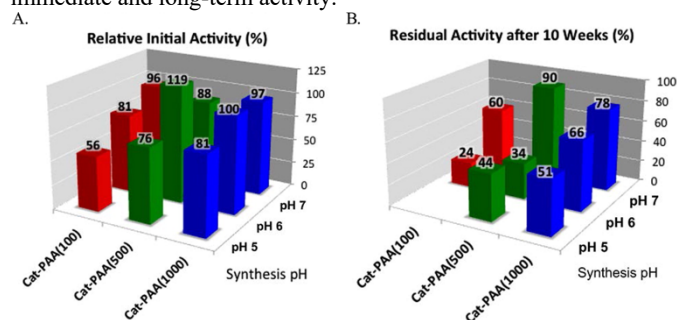 immediate and long-term activity.
A.
B.
Relative Initial Activity (%)
Residual Activity after 10 Weeks (%)
96 119
88
97
81
100
56
76
81
125
100
75
50
25
0
pH 7
pH 6
pH 5
Cat-PAA(100)
Cat-PAA(500)
Cat-PAA(1000)
Synthesis pH
90
60
78
24
34
66
44
51
100
80
60
40
20
0
pH 7
pH 6
pH 5
Cat-PAA(100)
Cat-PAA(500)
Cat-PAA(1000)
Synthesis pH